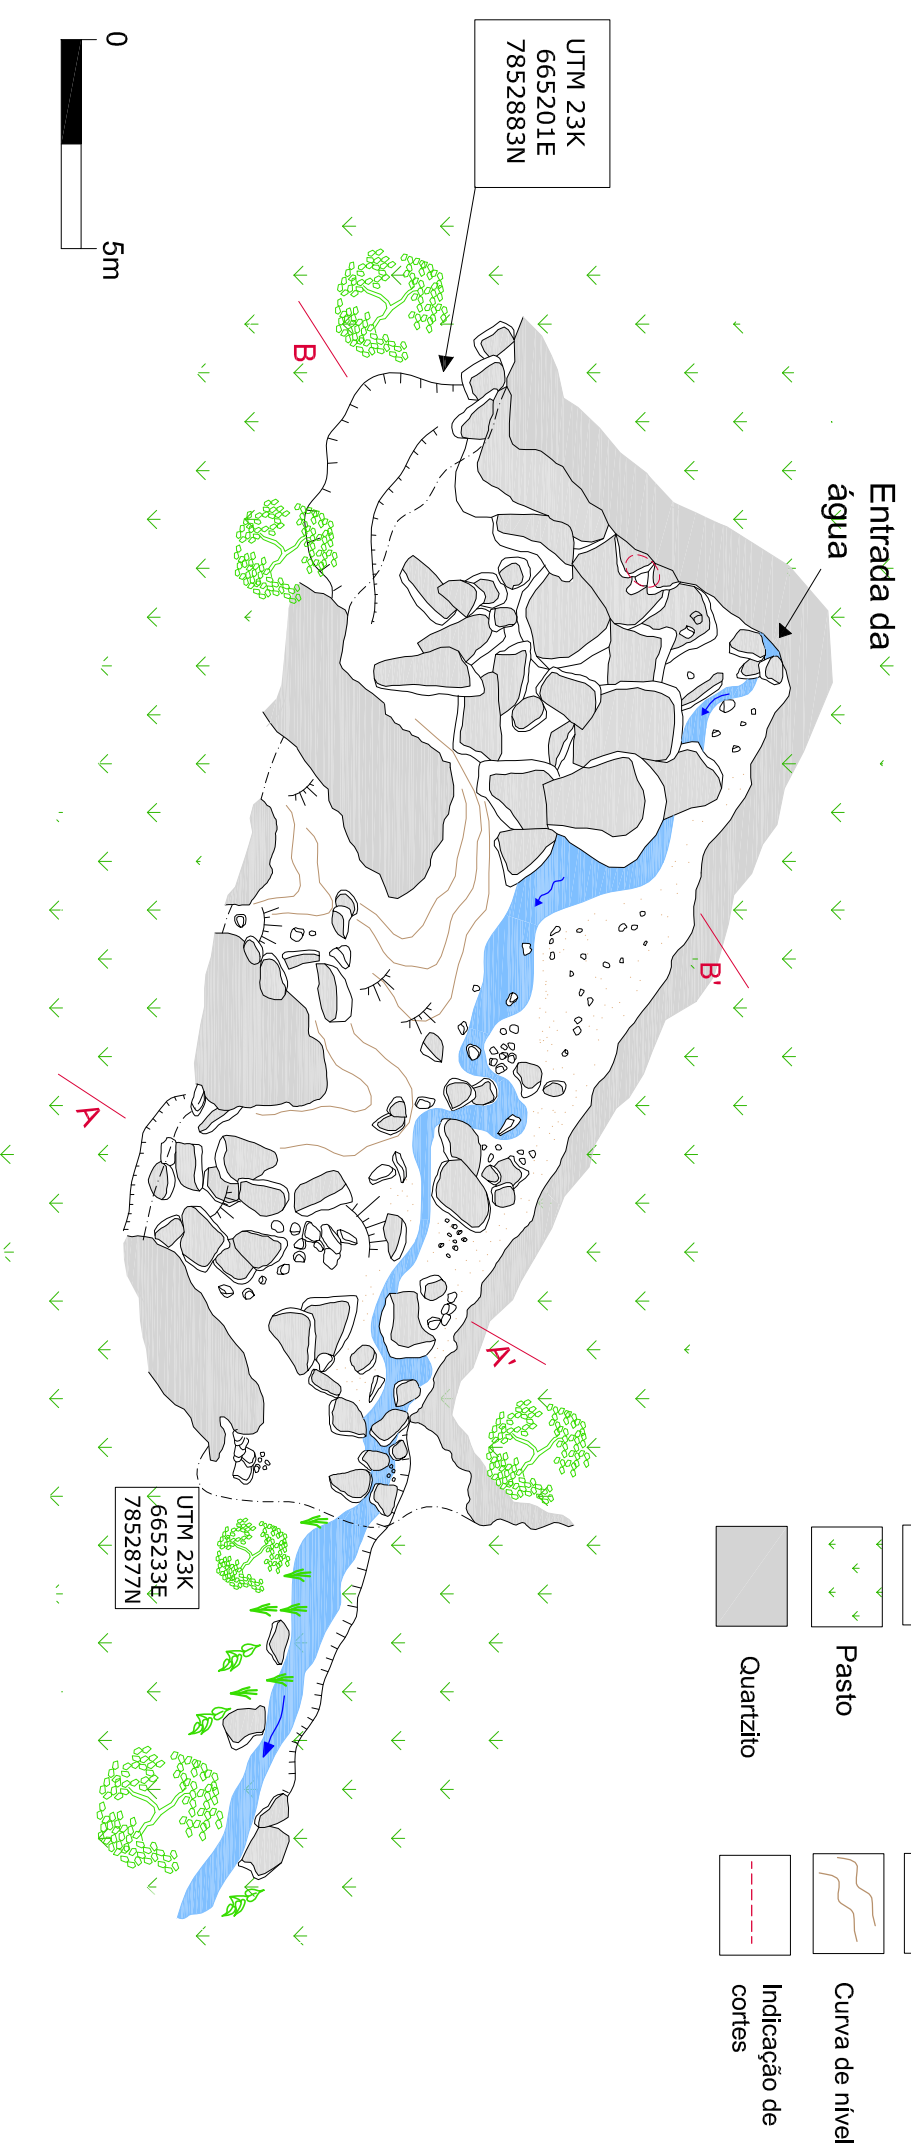 0
5m
UTM 23K
665201E
7852883N
Entrada da
água
B
B'
A
A'
UTM 23K
665233E
7852877N
Pasto
Quartzito
Curva de nível
Indicação de
cortes